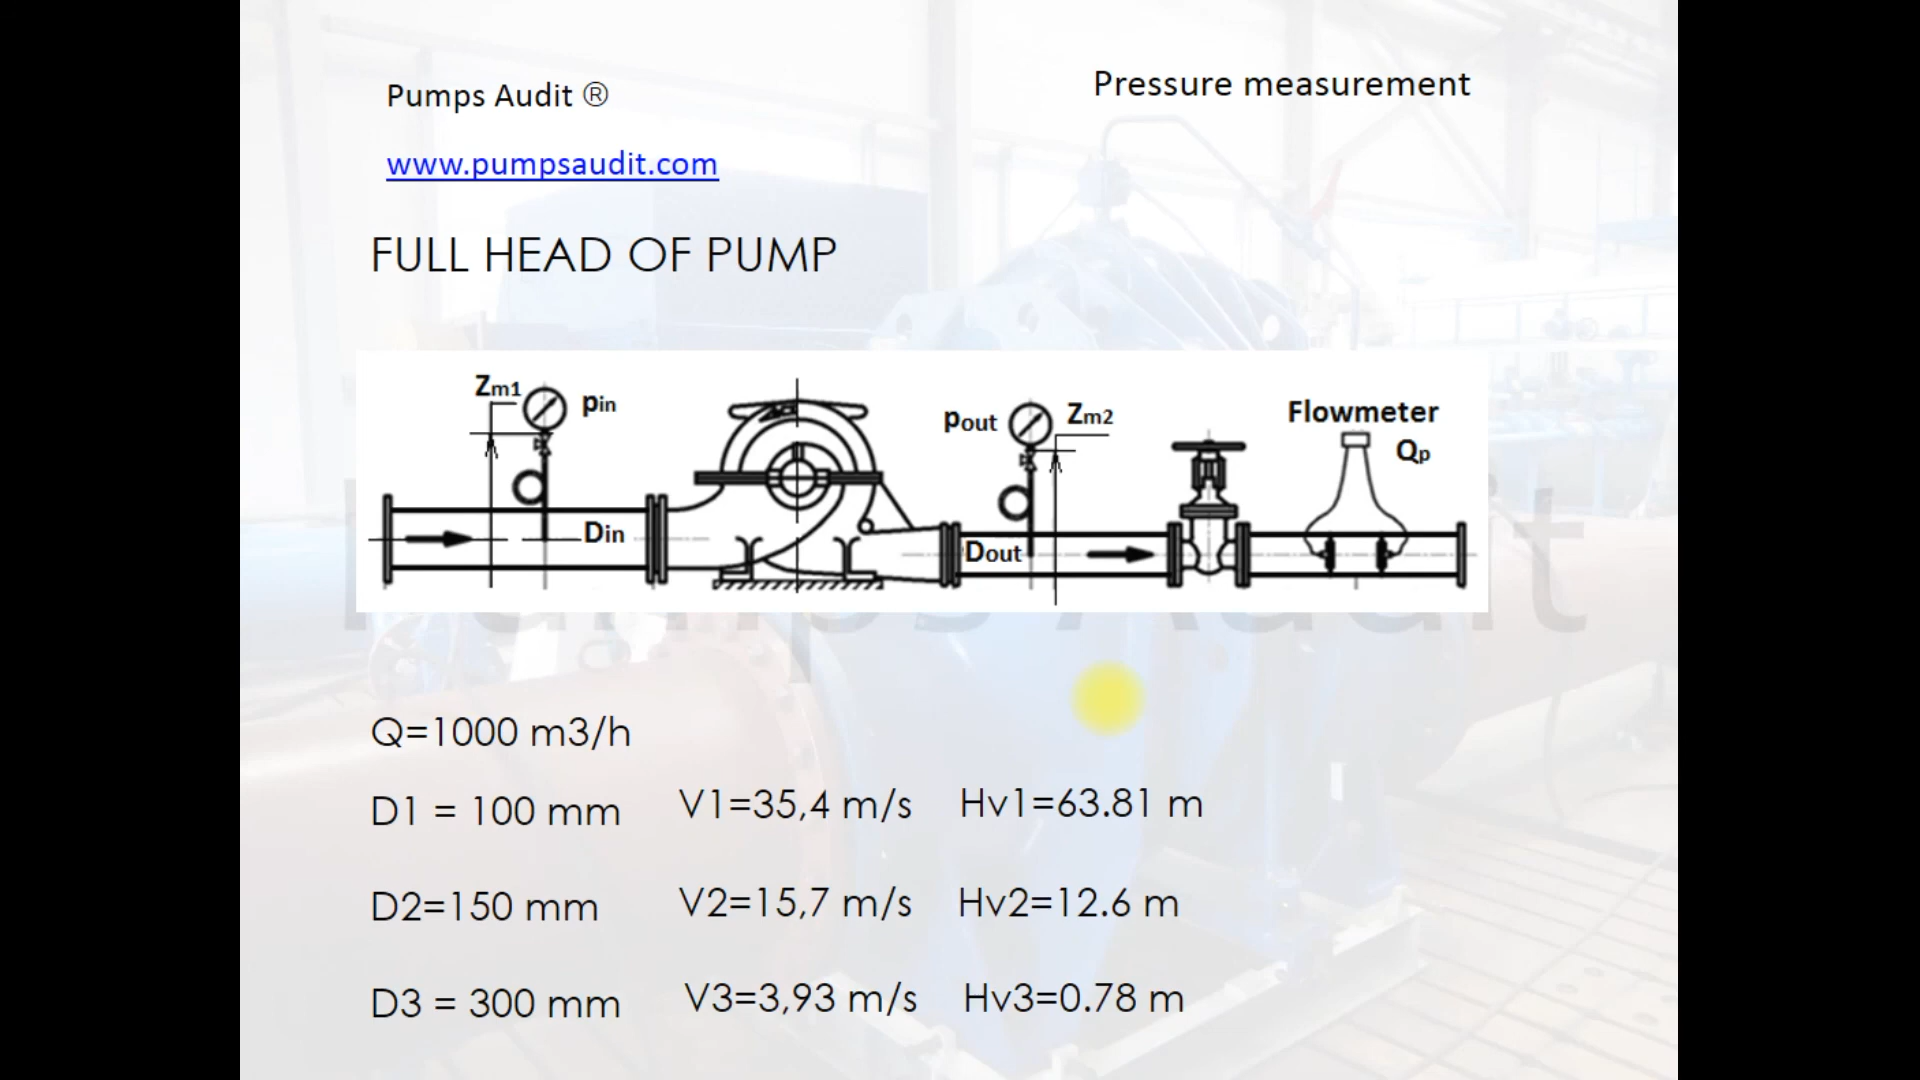 Pumps Audit ®
Pressure measurement
www.pumpsaudit.com
FULL HEAD OF PUMP
Zm1
pin
pout
Zm2
Flowmeter
Qp
Din
Dout
Pumps Audit
Q=1000 m3/h
D1 = 100 mm V1=35,4 m/s Hv1=63.81 m
D2=150 mm V2=15,7 m/s Hv2=12.6 m
D3 = 300 mm V3=3,93 m/s Hv3=0.78 m